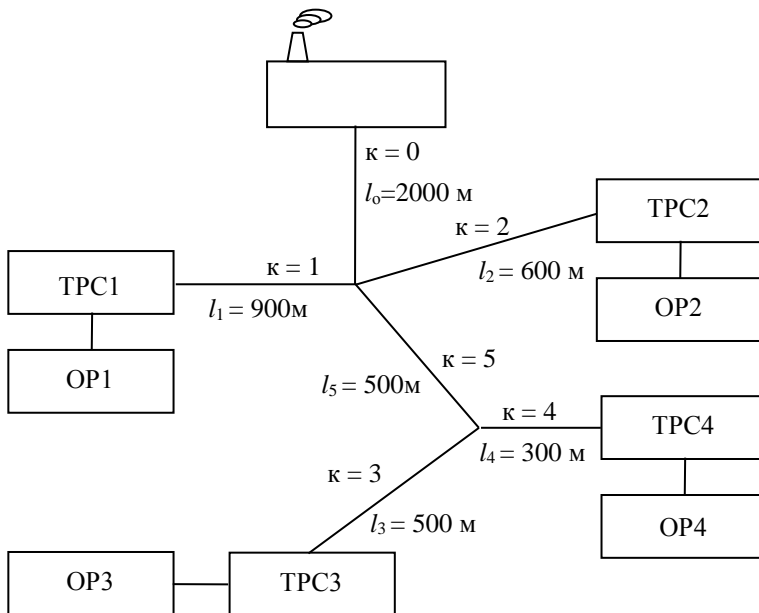 к = 0
lо=2000 м
к = 2
ТРС2
l2 = 600 м
ОР2
к = 1
ТРС1
l1 = 900м
ОР1
к = 5
l5 = 500м
к = 4
ТРС4
l4 = 300 м
ОР4
к = 3
l3 = 500 м
ОР3
ТРС3